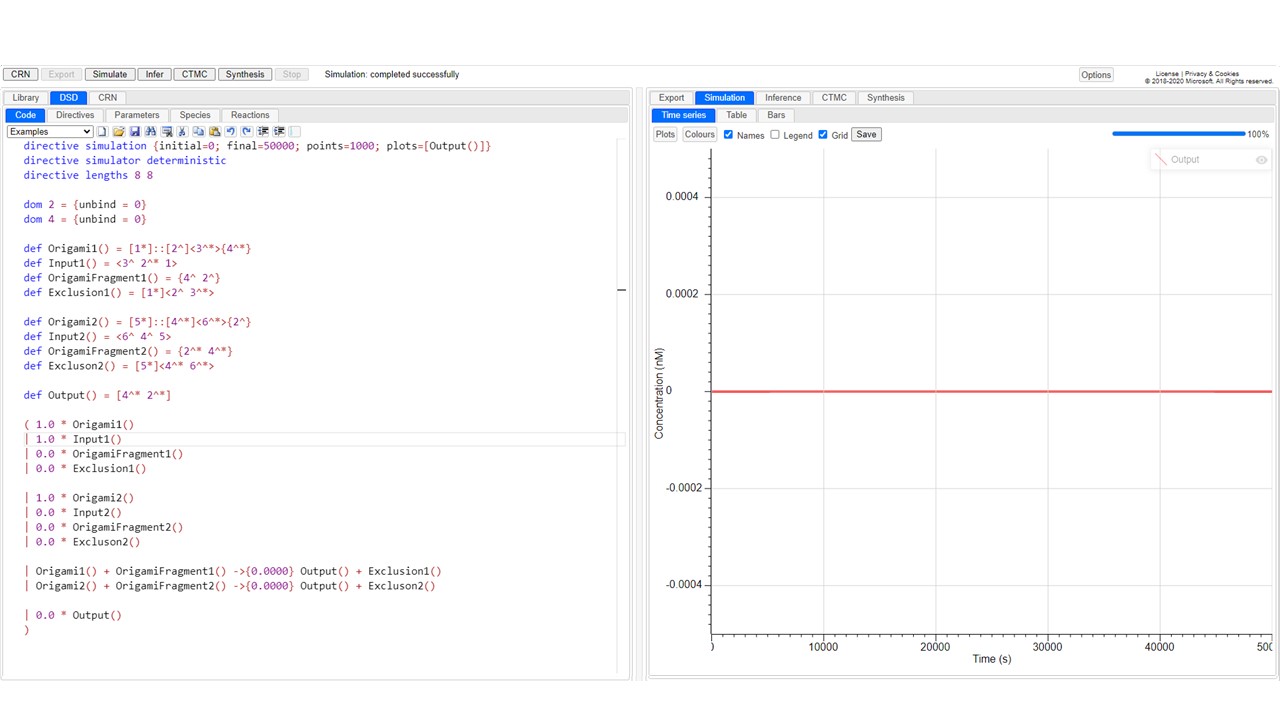 CRN Export Simulate Infer CTMC Synthesis Stop Simulation: completed successfully Options License | Privacy & Cookies
© 2018-2020 Microsoft. All Rights reserved.
Library DSD CRN
Code Directives Parameters Species Reactions
Examples
directive simulation {initial=0; final=50000; points=1000; plots=[Output()]}
directive simulator deterministic
directive lengths 8 8
dom 2 = {unbind = 0}
dom 4 = {unbind = 0}
def Origami1() = [1*]::[2^]<3^*>{4^*}
def Input1() = <3^ 2^* 1>
def OrigamiFragment1() = {4^ 2^}
def Exclusion1() = [1*]<2^ 3^*>
def Origami2() = [5*]::[4^*]<6^*>{2^}
def Input2() = <6^ 4^ 5>
def OrigamiFragment2() = {2^* 4^*}
def Excluson2() = [5*]<4^* 6^*>
def Output() = [4^* 2^*]
( 1.0 * Origami1()
| 1.0 * Input1()
| 0.0 * OrigamiFragment1()
| 0.0 * Exclusion1()
| 1.0 * Origami2()
| 0.0 * Input2()
| 0.0 * OrigamiFragment2()
| 0.0 * Excluson2()
| Origami1() + OrigamiFragment1() ->{0.0000} Output() + Exclusion1()
| Origami2() + OrigamiFragment2() ->{0.0000} Output() + Excluson2()
| 0.0 * Output()
)
Export Simulation Inference CTMC Synthesis
Time series Table Bars
Plots Colours Names Legend Grid Save 100%
Output
0.0004
0.0002
0
-0.0002
-0.0004
Concentration (nM)
10000 20000 30000 40000
Time (s)